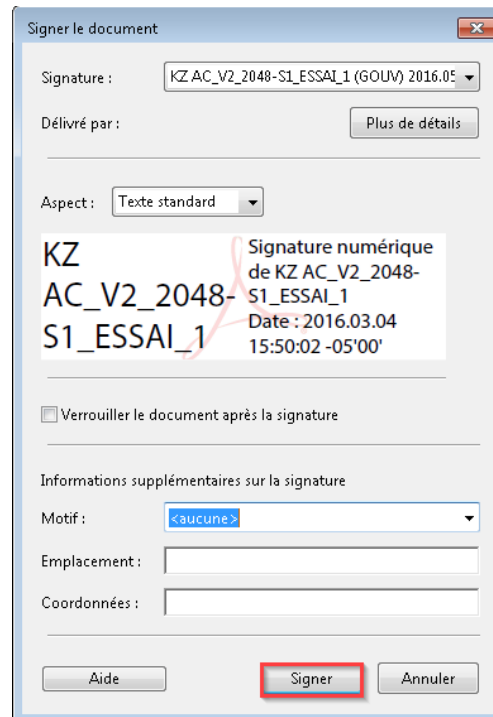 Signer le document
Signature :
KZ AC_V2_2048-S1_ESSAI_1 (GOUV) 2016.05
Délivré par :
Plus de détails
Aspect :
Texte standard
KZ
AC_V2_2048-
S1_ESSAI_1
Signature numérique
de KZ AC_V2_2048-
S1_ESSAI_1
Date : 2016.03.04
15:50:02 -05'00'
Verrouiller le document après la signature
Informations supplémentaires sur la signature
Motif :
<aucune>
Emplacement :
Coordonnées :
Aide
Signer
Annuler